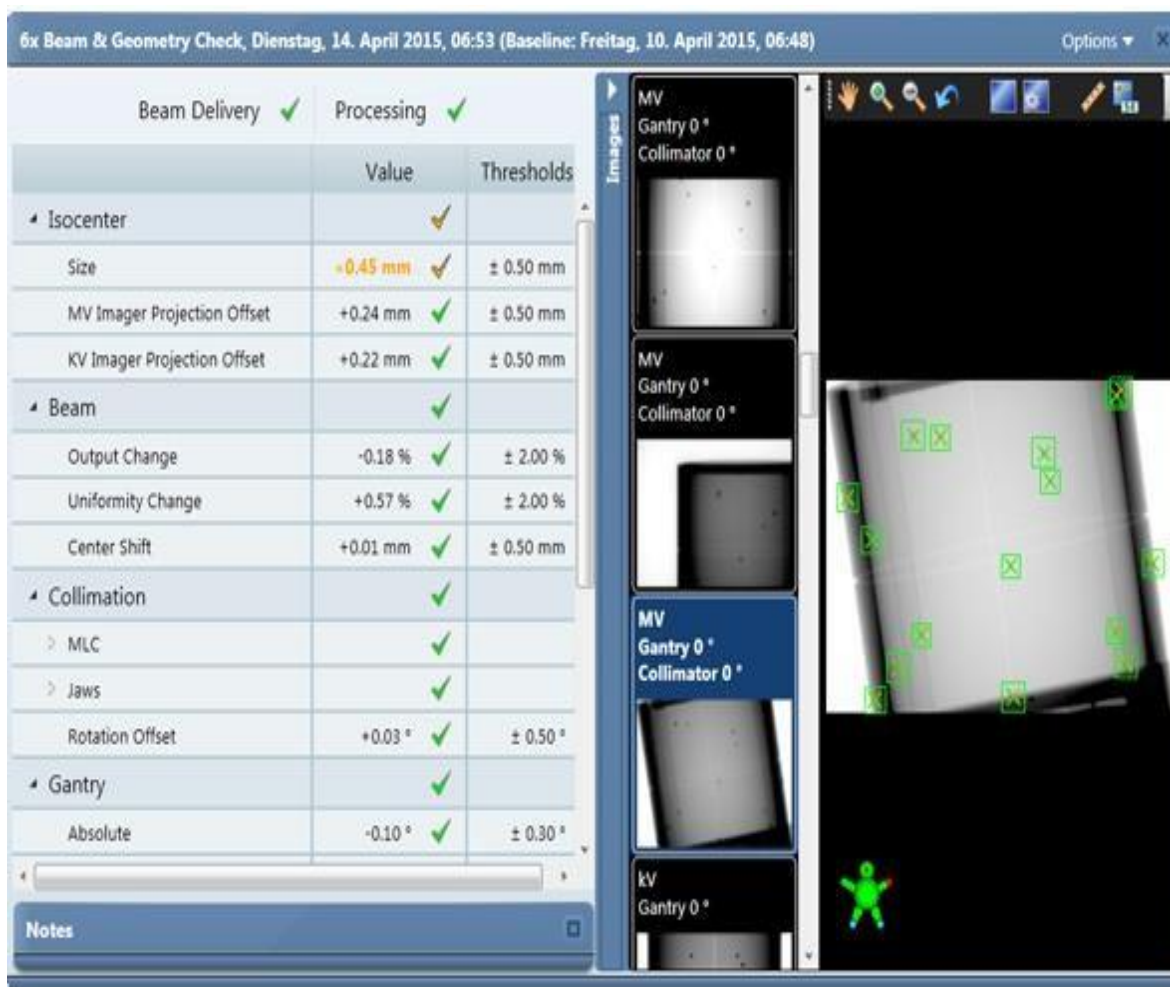 6x Beam & Geometry Check, Dienstag, 14. April 2015, 06:53 (Baseline: Freitag, 10. April 2015, 06:48)
Options
Beam Delivery Processing
Value Thresholds
Isocenter
Size +0.45 mm ± 0.50 mm
MV Imager Projection Offset +0.24 mm ± 0.50 mm
KV Imager Projection Offset +0.22 mm ± 0.50 mm
Beam
Output Change -0.18 % ± 2.00 %
Uniformity Change +0.57 % ± 2.00 %
Center Shift +0.01 mm ± 0.50 mm
Collimation
MLC
Jaws
Rotation Offset +0.03 ° ± 0.50 °
Gantry
Absolute -0.10 ° ± 0.30 °
Notes
Images
MV
Gantry 0 °
Collimator 0 °
MV
Gantry 0 °
Collimator 0 °
MV
Gantry 0 °
Collimator 0 °
kV
Gantry 0 °